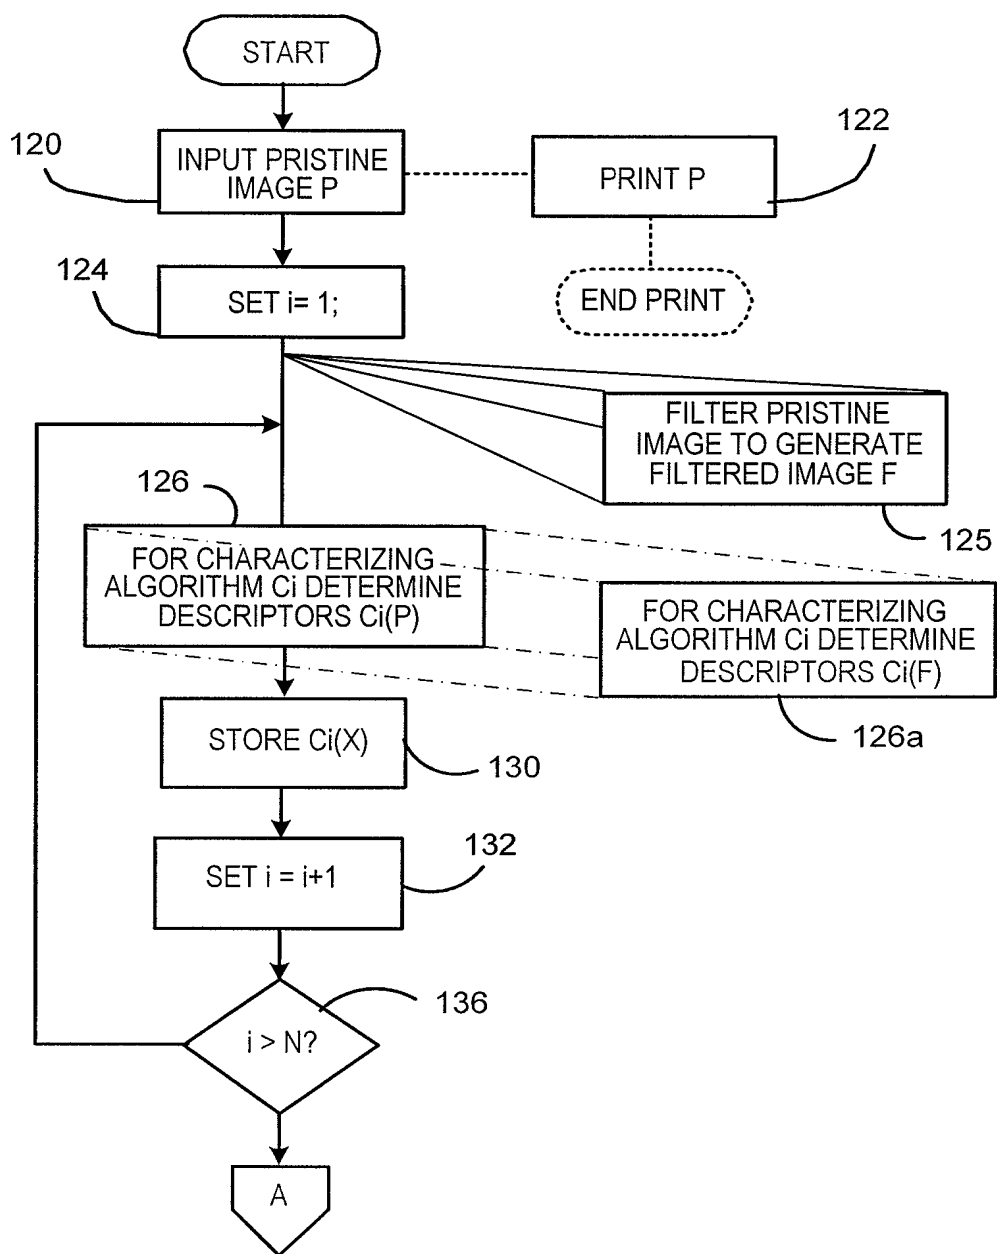 START
120
INPUT PRISTINE
IMAGE P
PRINT P
122
124
SET i= 1;
END PRINT
FILTER PRISTINE
IMAGE TO GENERATE
FILTERED IMAGE F
125
126
FOR CHARACTERIZING
ALGORITHM Ci DETERMINE
DESCRIPTORS Ci(P)
FOR CHARACTERIZING
ALGORITHM Ci DETERMINE
DESCRIPTORS Ci(F)
126a
STORE Ci(X)
130
SET i = i+1
132
i > N?
136
A